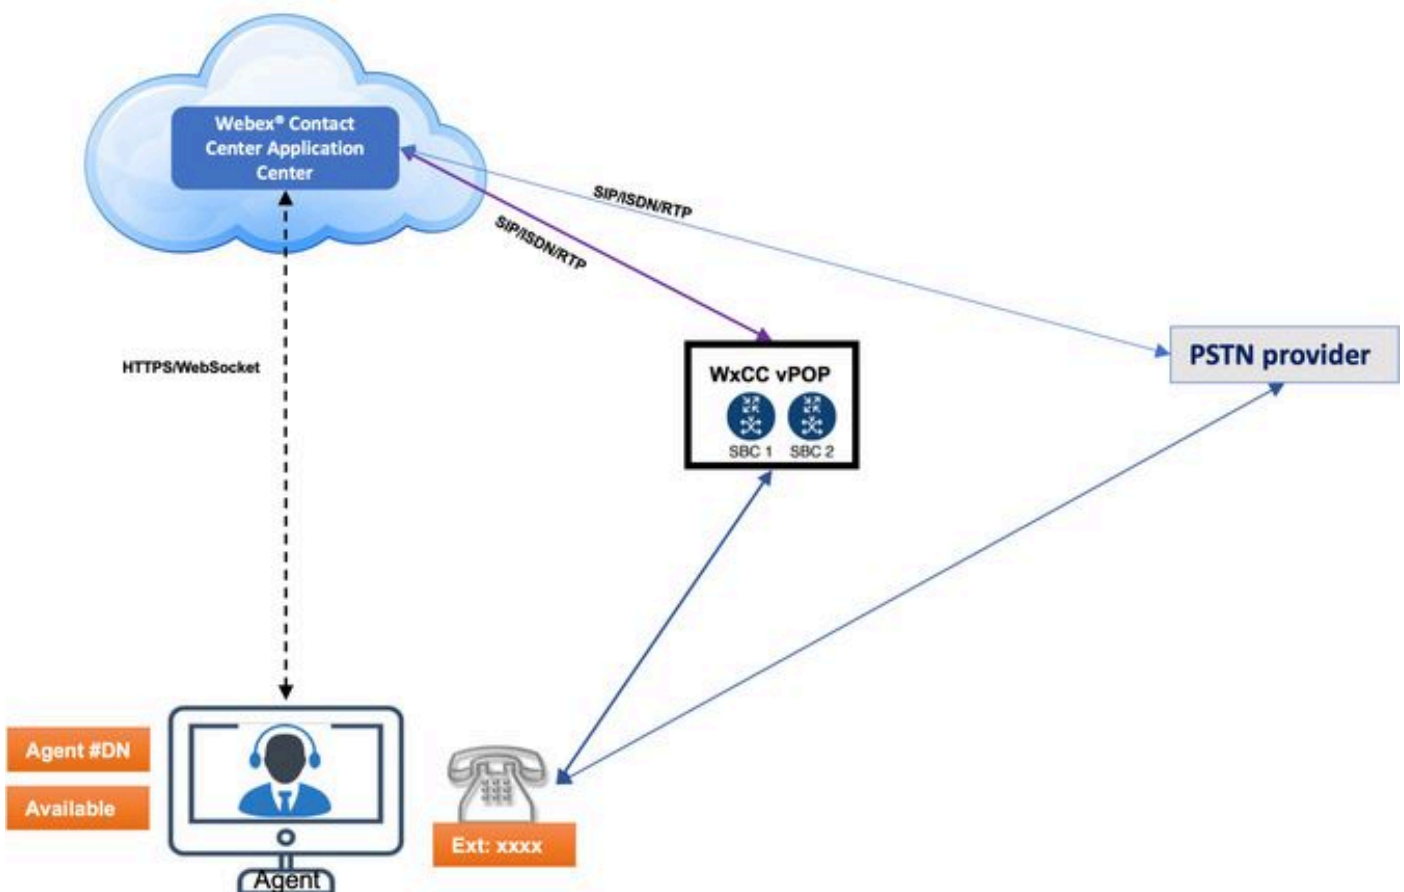 Webex® Contact
Center Application
Center
SIP/ISDN/RTP
SIP/ISDN/RTP
HTTPS/WebSocket
PSTN provider
WxCC vPOP
SBC 1 SBC 2
Agent #DN
Available
Ext: xxxx
Agent